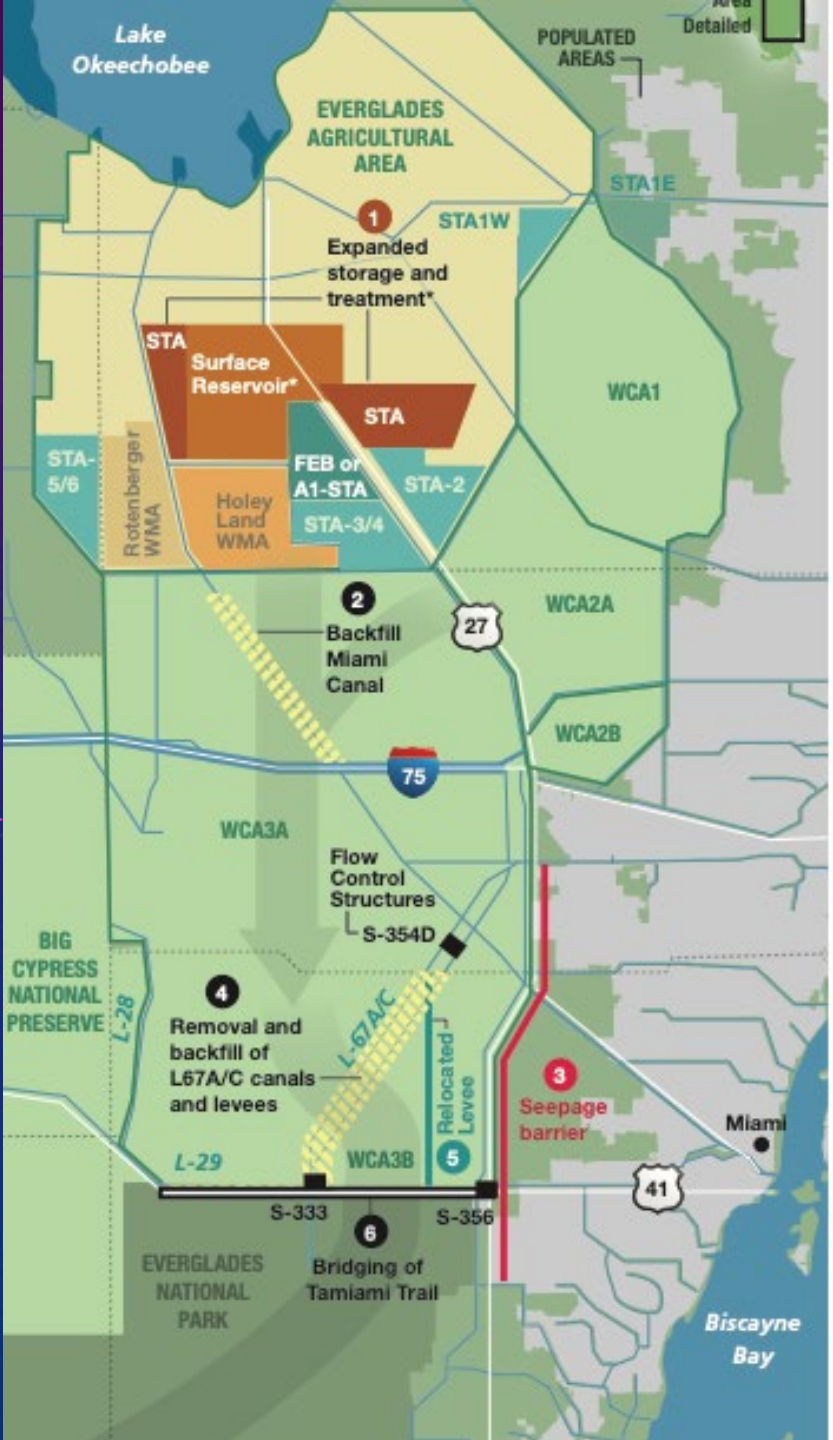 Area
Detailed
Lake
Okeechobee
POPULATED
AREAS
EVERGLADES
AGRICULTURAL
AREA
STA1E
1
STA1W
Expanded
storage and
treatment*
STA
Surface
Reservoir*
WCA1
STA
STA-
5/6
Rotenberger
WMA
FEB or
A1-STA
STA-2
Holey
Land
WMA
STA-3/4
2
Backfill
Miami
Canal
27
WCA2A
WCA2B
75
WCA3A
Flow
Control
Structures
S-354D
BIG
CYPRESS
NATIONAL
PRESERVE
L-28
4
Removal and
backfill of
L67A/C canals
and levees
L-67A/C
Relocated
Levee
5
3
Seepage
barrier
Miami
L-29
WCA3B
41
S-333
S-356
6
Bridging of
Tamiami Trail
EVERGLADES
NATIONAL
PARK
Biscayne
Bay